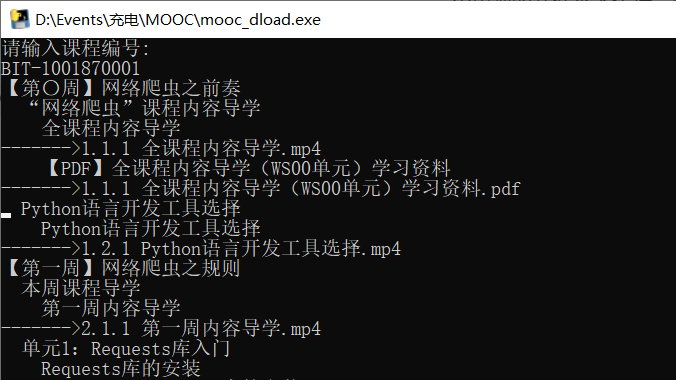 D:\Events\充电\MOOC\mooc_dload.exe
请输入课程编号:
BIT-1001870001
【第〇周】网络爬虫之前奏
“网络爬虫”课程内容导学
全课程内容导学
------->1.1.1 全课程内容导学.mp4
【PDF】全课程内容导学（WS00单元）学习资料
------->1.1.1 全课程内容导学（WS00单元）学习资料.pdf
Python语言开发工具选择
Python语言开发工具选择
------->1.2.1 Python语言开发工具选择.mp4
【第一周】网络爬虫之规则
本周课程导学
第一周内容导学
------->2.1.1 第一周内容导学.mp4
单元1：Requests库入门
Requests库的安装